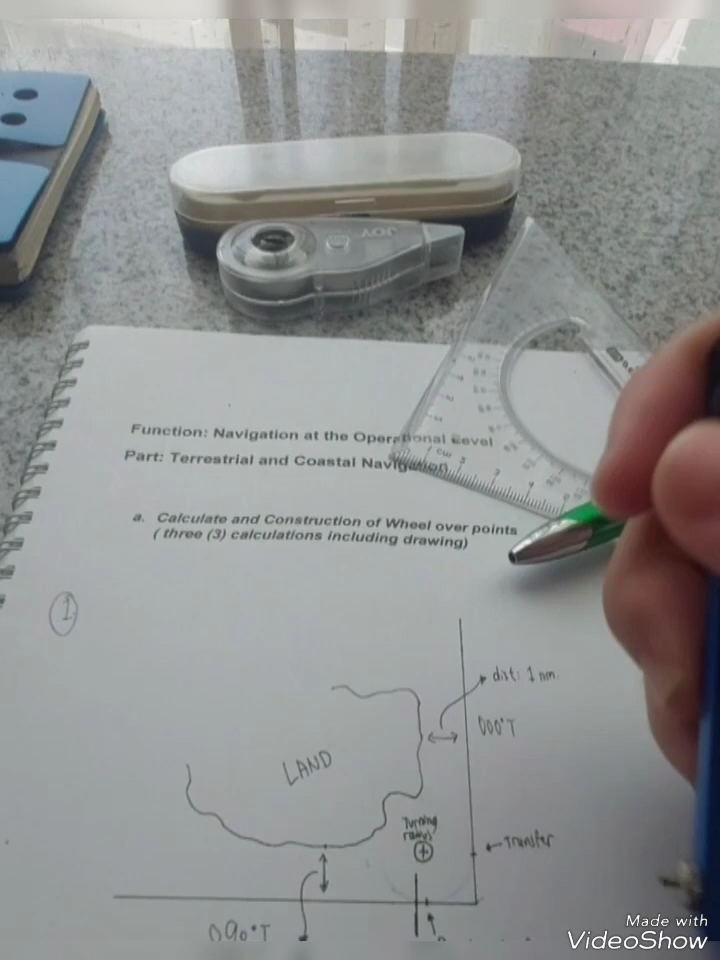 Function: Navigation at the Operational Level
Part: Terrestrial and Coastal Navigation
a. Calculate and Construction of Wheel over points
( three (3) calculations including drawing)
1
dist: 1 nm.
000°T
LAND
Turning
radius
Transfer
090°T
JOY
Made with
VideoShow